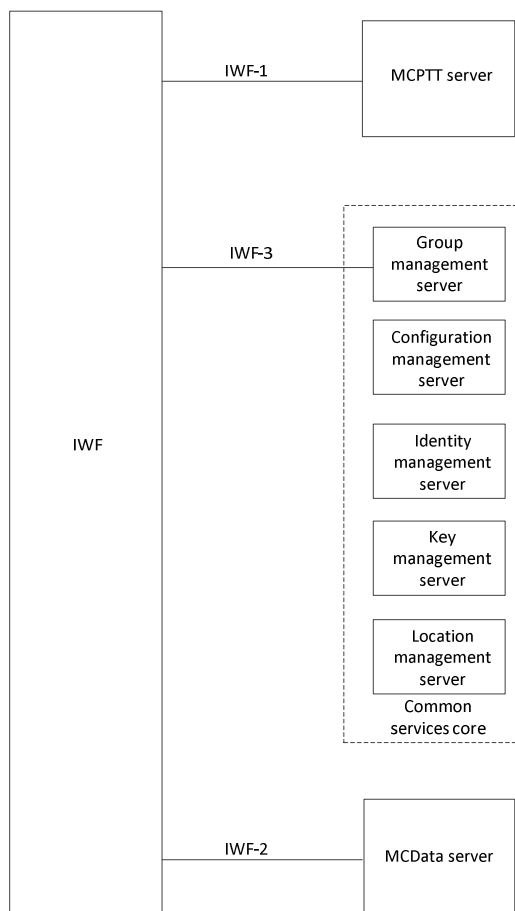 IWF-1
MCPTT server
IWF-3
Group
management
server
Configuration
management
server
IWF
Identity
management
server
Key
management
server
Location
management
server
Common
services core
IWF-2
MCData server